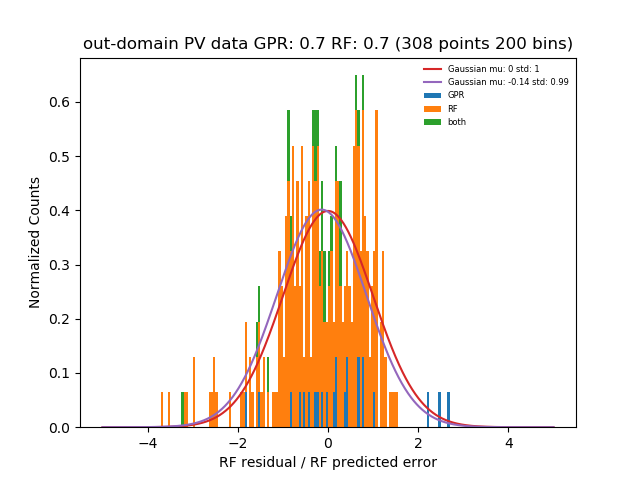 out-domain PV data GPR: 0.7 RF: 0.7 (308 points 200 bins)
Gaussian mu: 0 std: 1
Gaussian mu: -0.14 std: 0.99
GPR
RF
both
Normalized Counts
0.6
0.5
0.4
0.3
0.2
0.1
0.0
−4
−2
0
2
4
RF residual / RF predicted error